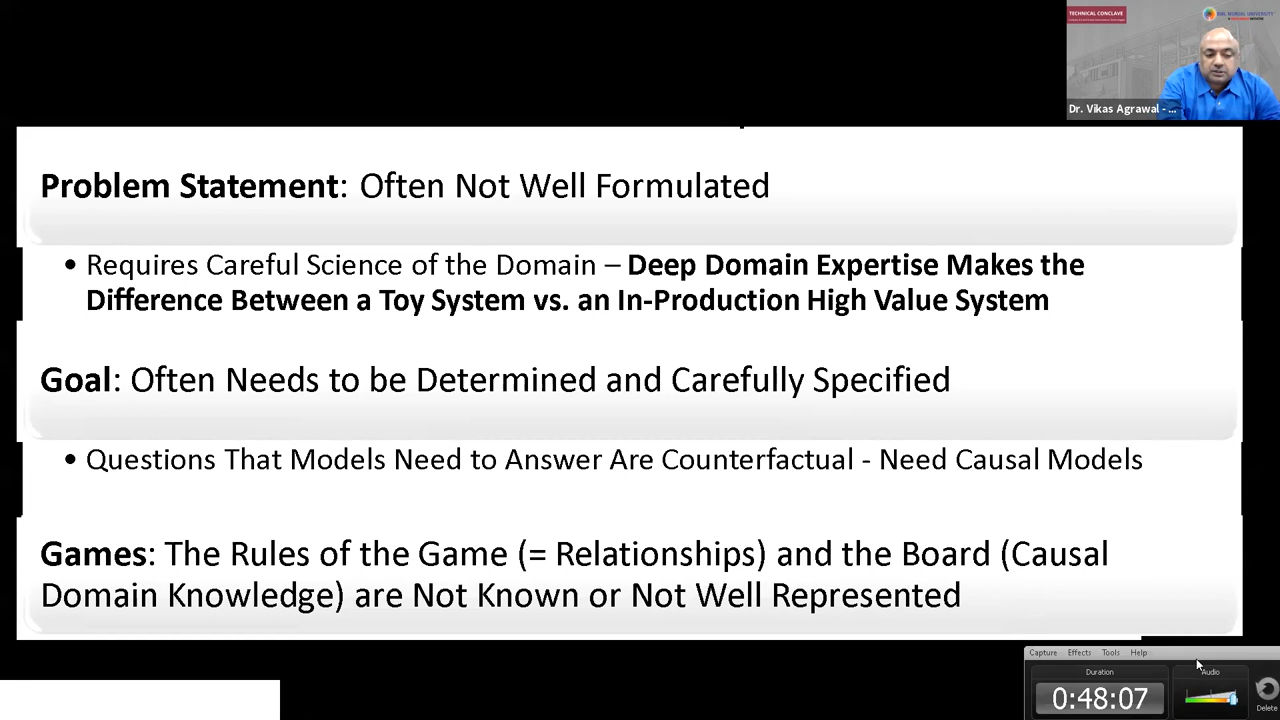 TECHNICAL CONCLAVE
Dr. Vikas Agrawal - ...
Problem Statement: Often Not Well Formulated
• Requires Careful Science of the Domain – Deep Domain Expertise Makes the
Difference Between a Toy System vs. an In-Production High Value System
Goal: Often Needs to be Determined and Carefully Specified
• Questions That Models Need to Answer Are Counterfactual - Need Causal Models
Games: The Rules of the Game (= Relationships) and the Board (Causal
Domain Knowledge) are Not Known or Not Well Represented
Capture Effects Tools Help
Duration Audio
0:48:07
Delete